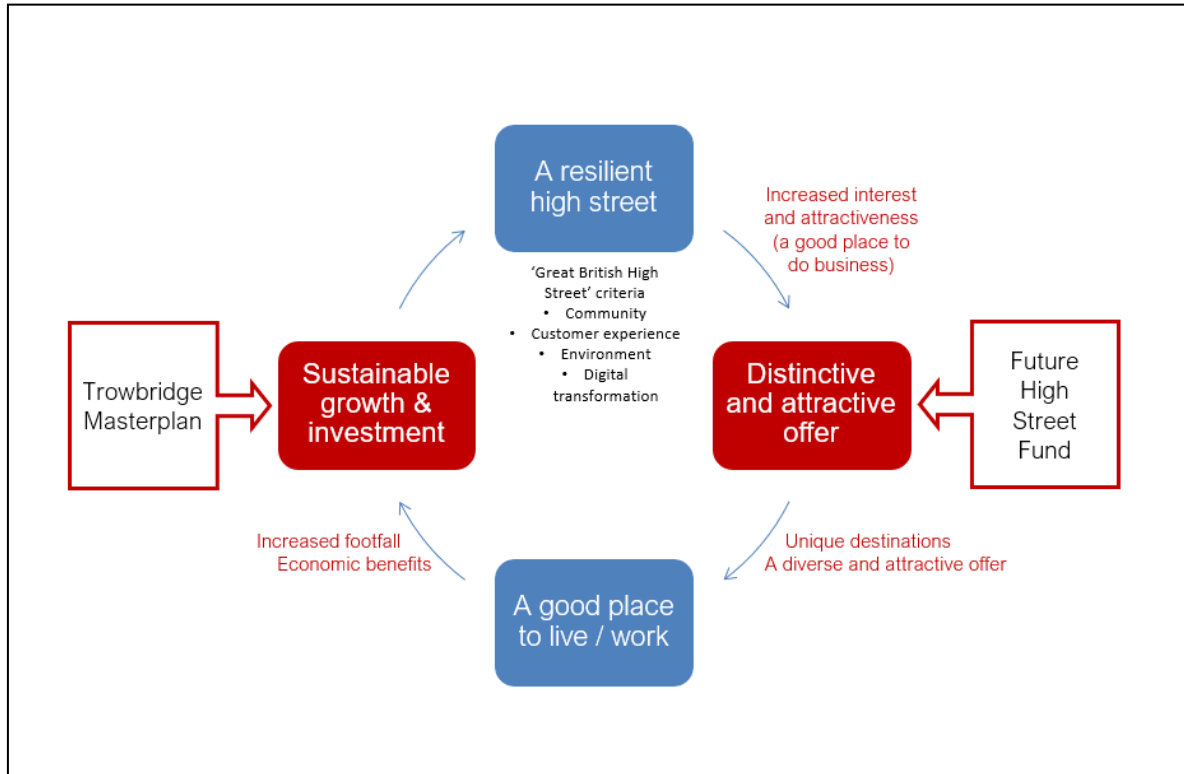 A resilient
high street
Increased interest
and attractiveness
(a good place to
do business)
‘Great British High
Street’ criteria
• Community
• Customer experience
• Environment
• Digital
transformation
Trowbridge
Masterplan
Sustainable
growth &
investment
Distinctive
and attractive
offer
Future
High
Street
Fund
Increased footfall
Economic benefits
Unique destinations
A diverse and attractive offer
A good place
to live / work